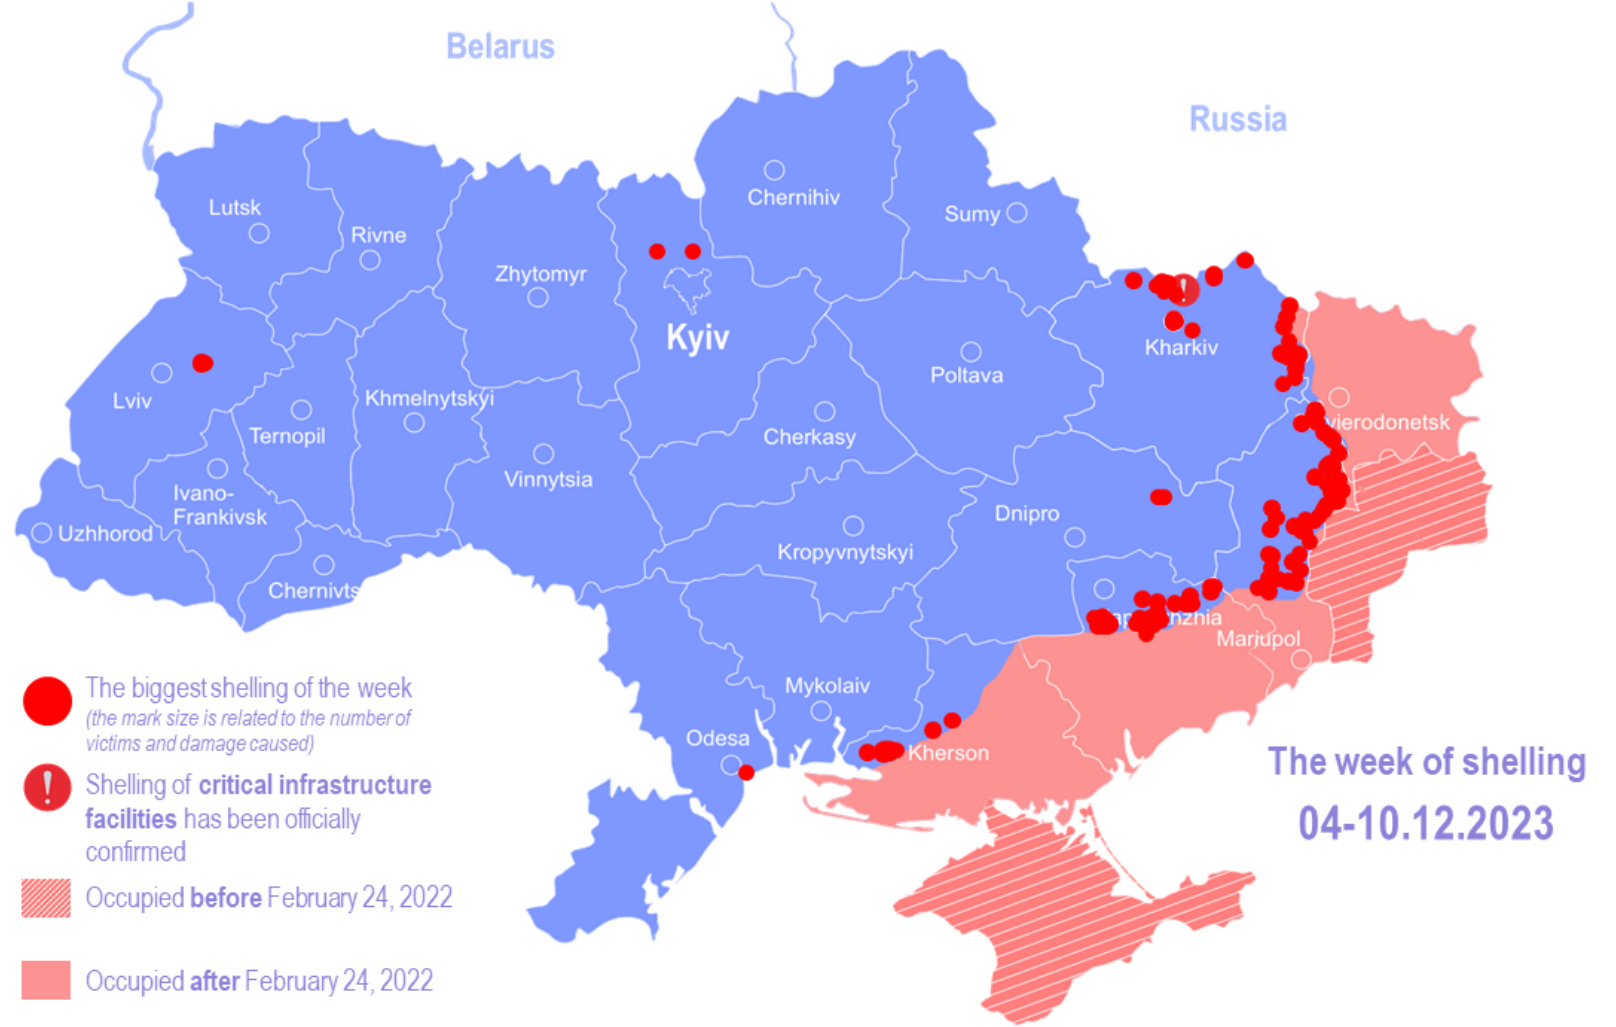 Belarus
Russia
Chernihiv
Sumy
Lutsk
Rivne
Zhytomyr
Kyiv
Kharkiv
Poltava
Lviv
Khmelnytskyi
Ternopil
Cherkasy
vierodonetsk
Vinnytsia
Ivano-
Frankivsk
Dnipro
Uzhhorod
Kropyvnytskyi
Chernivts
nzhia
Mariupol
Mykolaiv
Odesa
Kherson
The biggest shelling of the week
(the mark size is related to the number of
victims and damage caused)
Shelling of critical infrastructure
facilities has been officially
confirmed
Occupied before February 24, 2022
Occupied after February 24, 2022
The week of shelling
04-10.12.2023